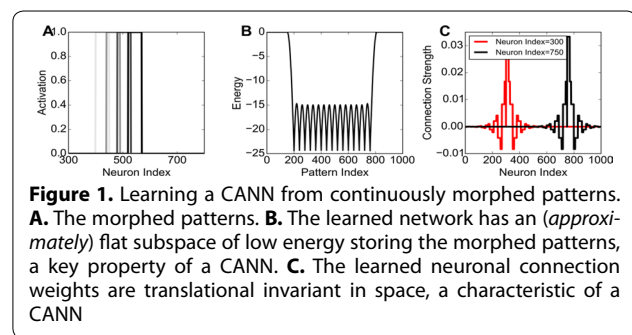 A
B
C
1.0
0.8
0.6
0.4
0.2
0.0
Activation
300
500
700
Neuron Index
0
−5
−10
−15
−20
−25
Energy
0 200 400 600 800 1000
Pattern Index
0.03
0.02
0.01
0.00
−0.01
Connection Strength
Neuron Index=300
Neuron Index=750
0 200 400 600 800 1000
Neuron Index
Figure 1. Learning a CANN from continuously morphed patterns.
A. The morphed patterns. B. The learned network has an (approxi-
mately) flat subspace of low energy storing the morphed patterns,
a key property of a CANN. C. The learned neuronal connection
weights are translational invariant in space, a characteristic of a
CANN